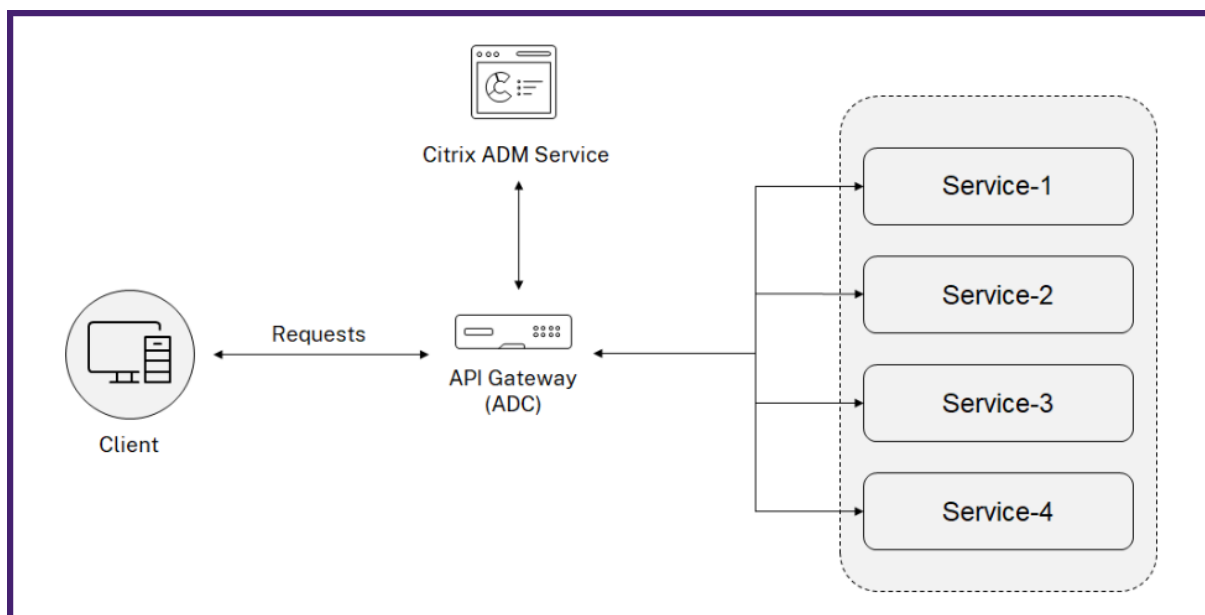 Citrix ADM Service
Service-1
Service-2
Requests
API Gateway
(ADC)
Service-3
Client
Service-4